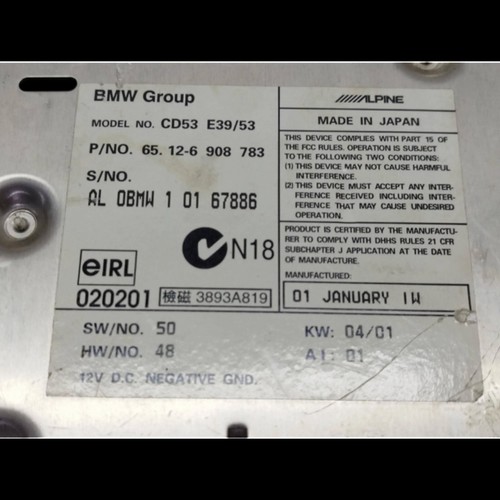 BMW Group
MODEL NO. CD53 E39/53
P/NO. 65. 12-6 908 783
S/NO.
AL 0BMW 1 01 67886
N18
eIRL
020201
檢磁 3893A819
ALPINE
MADE IN JAPAN
THIS DEVICE COMPLIES WITH PART 15 OF
THE FCC RULES. OPERATION IS SUBJECT
TO THE FOLLOWING TWO CONDITIONS:
(1) THIS DEVICE MAY NOT CAUSE HARMFUL
INTERFERENCE.
(2) THIS DEVICE MUST ACCEPT ANY INTER-
FERENCE RECEIVED INCLUDING INTER-
FERENCE THAT MAY CAUSE UNDESIRED
OPERATION.
PRODUCT IS CERTIFIED BY THE MANUFACTU-
RER TO COMPLY WITH DHHS RULES 21 CFR
SUBCHAPTER J APPLICATION AT THE DATE
OF MANUFACTURE.
DATE OF MANUFACTURE:
01 JANUARY 1W
SW/NO. 50
KW: 04/01
HW/NO. 48
AI: 01
12V D.C. NEGATIVE GND.